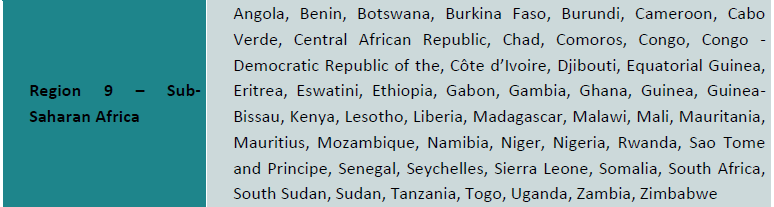 Region 9 – Sub-
Saharan Africa
Angola, Benin, Botswana, Burkina Faso, Burundi, Cameroon, Cabo
Verde, Central African Republic, Chad, Comoros, Congo, Congo -
Democratic Republic of the, Côte d’Ivoire, Djibouti, Equatorial Guinea,
Eritrea, Eswatini, Ethiopia, Gabon, Gambia, Ghana, Guinea, Guinea-
Bissau, Kenya, Lesotho, Liberia, Madagascar, Malawi, Mali, Mauritania,
Mauritius, Mozambique, Namibia, Niger, Nigeria, Rwanda, Sao Tome
and Principe, Senegal, Seychelles, Sierra Leone, Somalia, South Africa,
South Sudan, Sudan, Tanzania, Togo, Uganda, Zambia, Zimbabwe